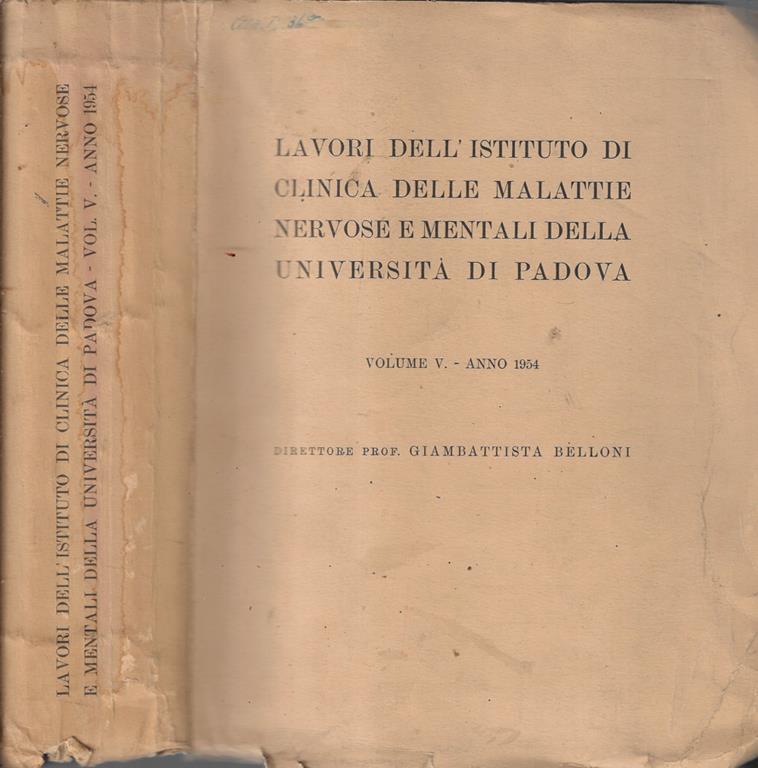 LAVORI DELL'ISTITUTO DI CLINICA DELLE MALATTIE NERVOSE
E MENTALI DELLA UNIVERSITÀ DI PADOVA - VOL. V. - ANNO 1954
LAVORI DELL'ISTITUTO DI
CLINICA DELLE MALATTIE
NERVOSE E MENTALI DELLA
UNIVERSITÀ DI PADOVA
VOLUME V. - ANNO 1954
DIRETTORE PROF. GIAMBATTISTA BELLONI